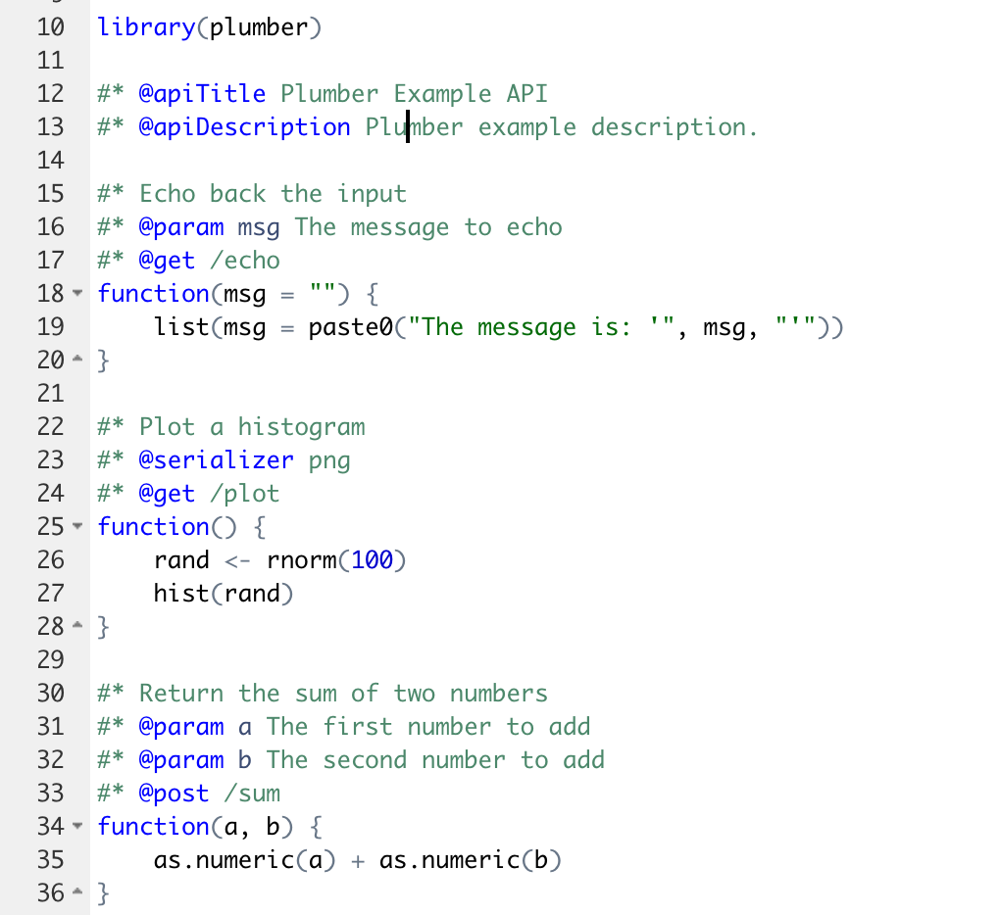 10 library(plumber)
11
12 #* @apiTitle Plumber Example API
13 #* @apiDescription Plumber example description.
14
15 #* Echo back the input
16 #* @param msg The message to echo
17 #* @get /echo
18 function(msg = "") {
19     list(msg = paste0("The message is: '", msg, "'"))
20 }
21
22 #* Plot a histogram
23 #* @serializer png
24 #* @get /plot
25 function() {
26     rand <- rnorm(100)
27     hist(rand)
28 }
29
30 #* Return the sum of two numbers
31 #* @param a The first number to add
32 #* @param b The second number to add
33 #* @post /sum
34 function(a, b) {
35     as.numeric(a) + as.numeric(b)
36 }